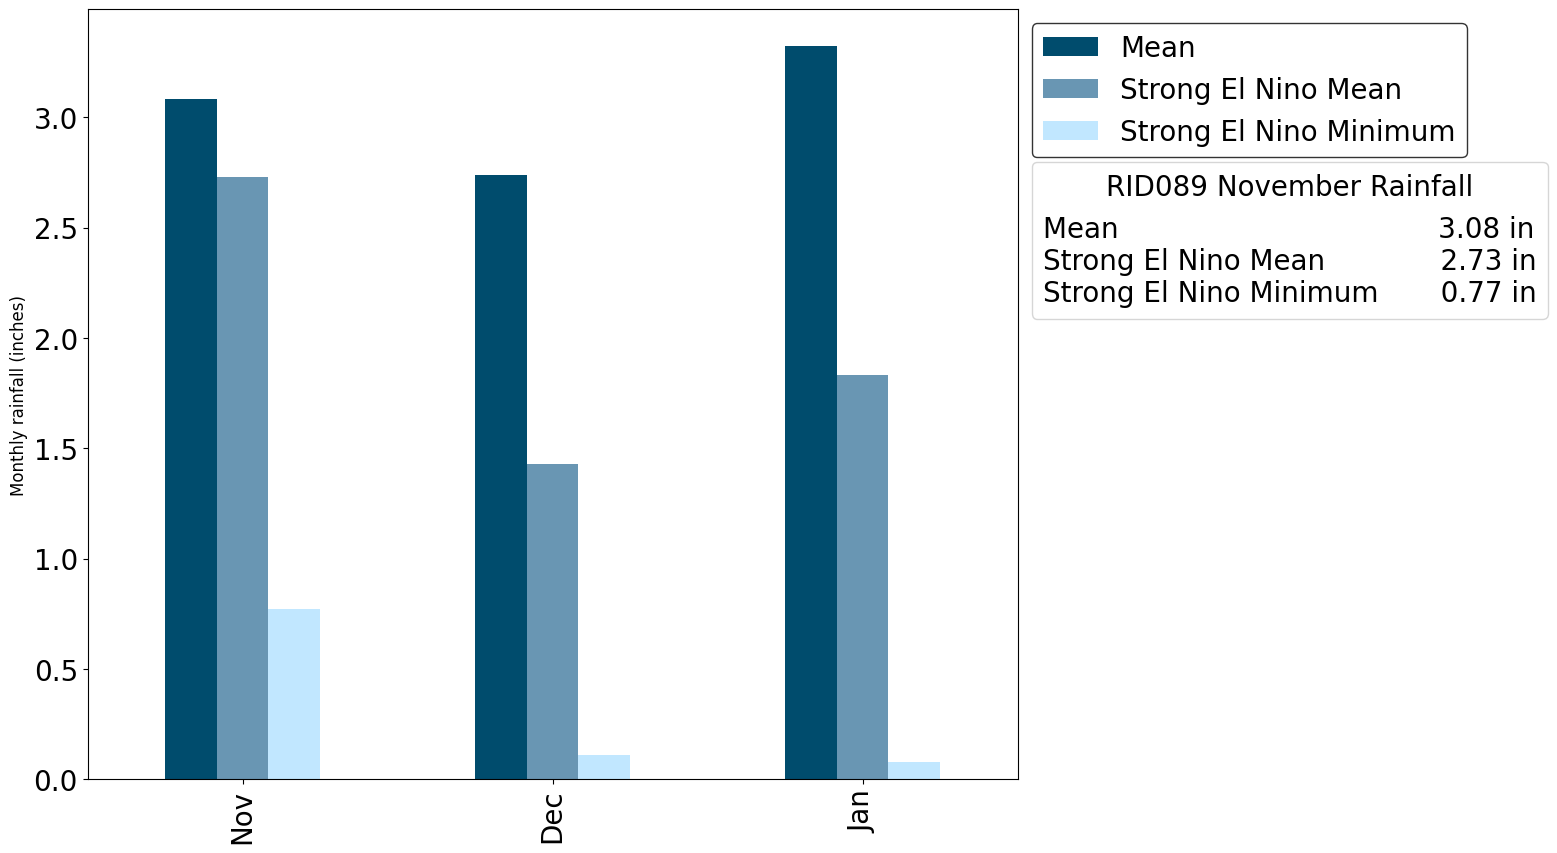 Monthly rainfall (inches)
3.0
2.5
2.0
1.5
1.0
0.5
0.0
Nov
Dec
Jan
Mean
Strong El Nino Mean
Strong El Nino Minimum
RID089 November Rainfall
Mean 3.08 in
Strong El Nino Mean 2.73 in
Strong El Nino Minimum 0.77 in